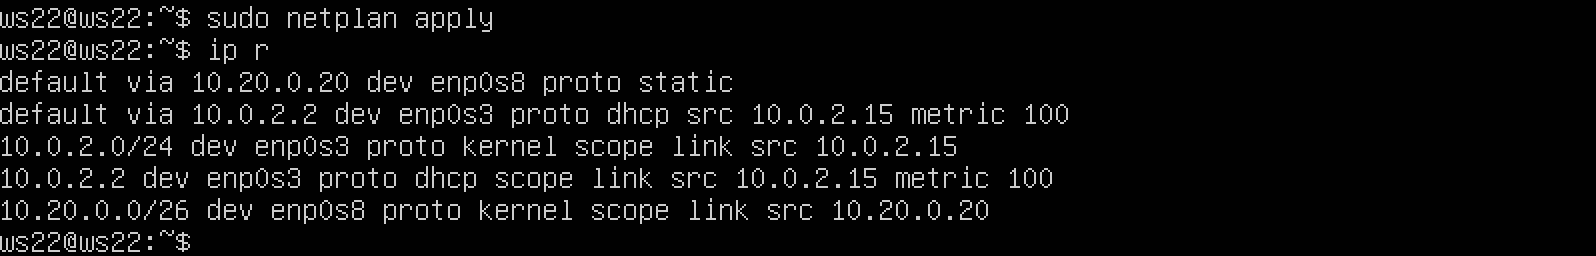 ws22@ws22:~$ sudo netplan apply
ws22@ws22:~$ ip r
default via 10.20.0.20 dev enp0s8 proto static
default via 10.0.2.2 dev enp0s3 proto dhcp src 10.0.2.15 metric 100
10.0.2.0/24 dev enp0s3 proto kernel scope link src 10.0.2.15
10.0.2.2 dev enp0s3 proto dhcp scope link src 10.0.2.15 metric 100
10.20.0.0/26 dev enp0s8 proto kernel scope link src 10.20.0.20
ws22@ws22:~$